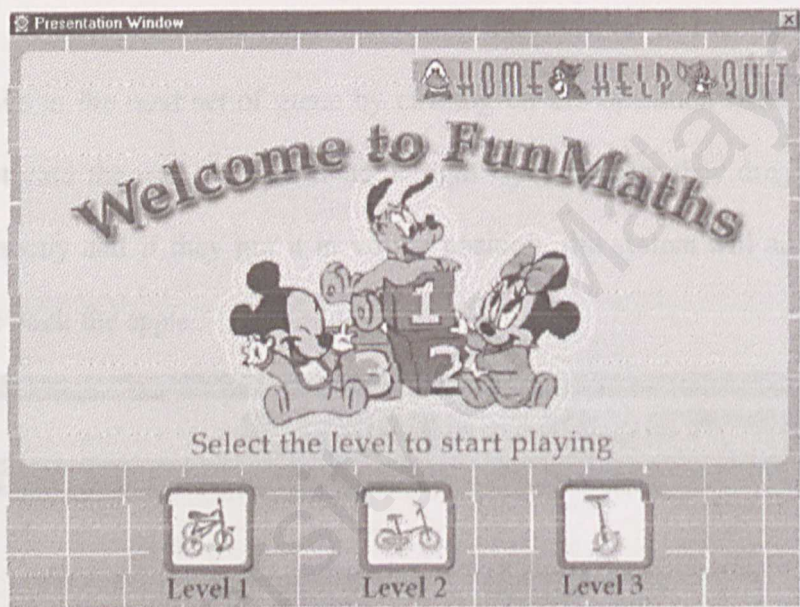 Presentation Window
HOME HELP QUIT
Welcome to FunMaths
1
3 2
Select the level to start playing
Level 1 Level 2 Level 3